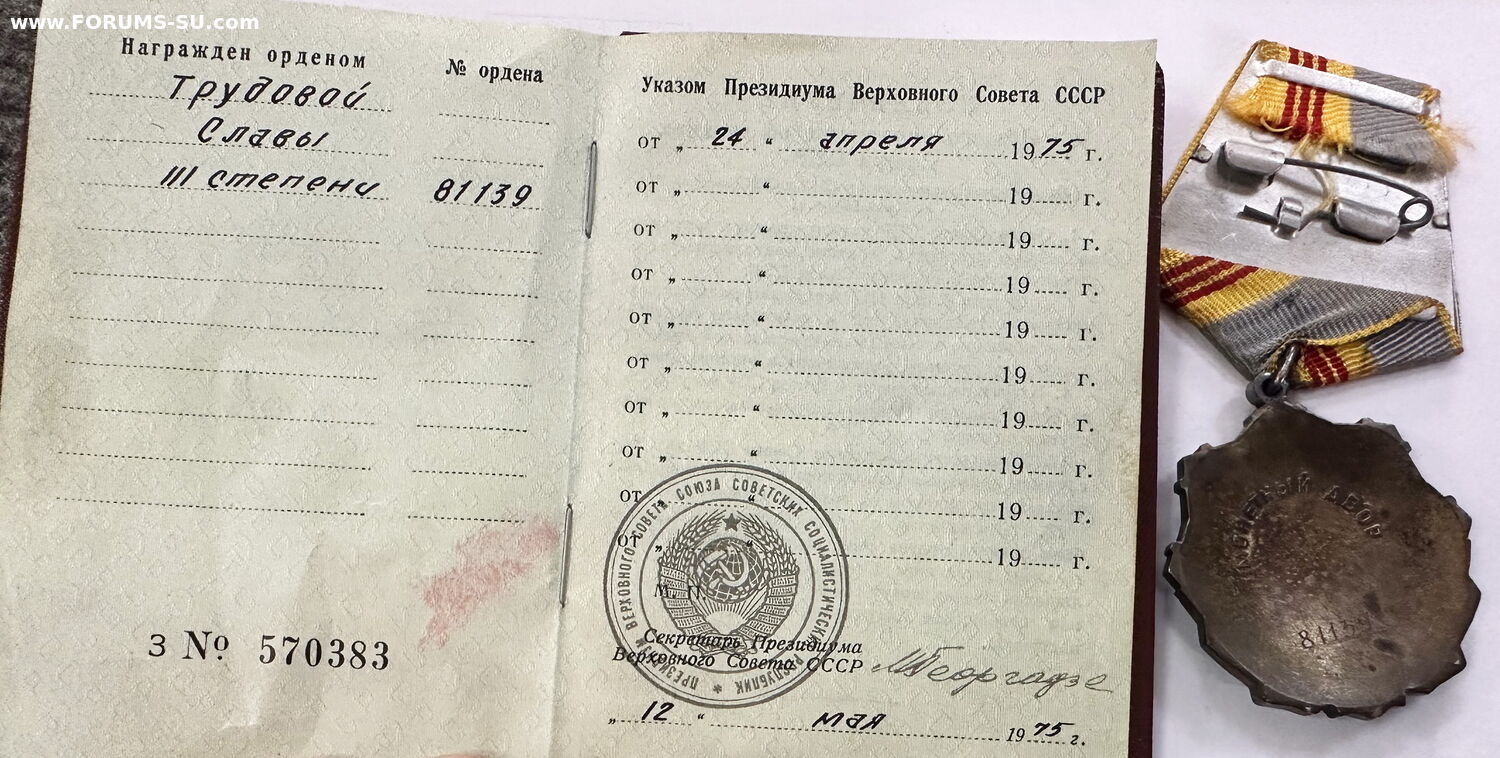 www.FORUMS-SU.com
Награжден орденом
№ ордена
Трудовой
Славы
III степени 81139
З № 570383
Указом Президиума Верховного Совета СССР
от „ 24 “ апреля 1975 г.
от „ “ 19 г.
от „ “ 19 г.
от „ “ 19 г.
от „ “ 19 г.
от „ “ 19 г.
от „ “ 19 г.
от „ “ 19 г.
от „ “ 19 г.
от „ “ 19 г.
ПРЕЗИДИУМ ВЕРХОВНОГО СОВЕТА СОЮЗА СОВЕТСКИХ СОЦИАЛИСТИЧЕСКИХ РЕСПУБЛИК *
М. П.
Секретарь Президиума
Верховного Совета СССР
МГеоргадзе
„ 12 “ мая 1975 г.
МОНЕТНЫЙ ДВОР
81139